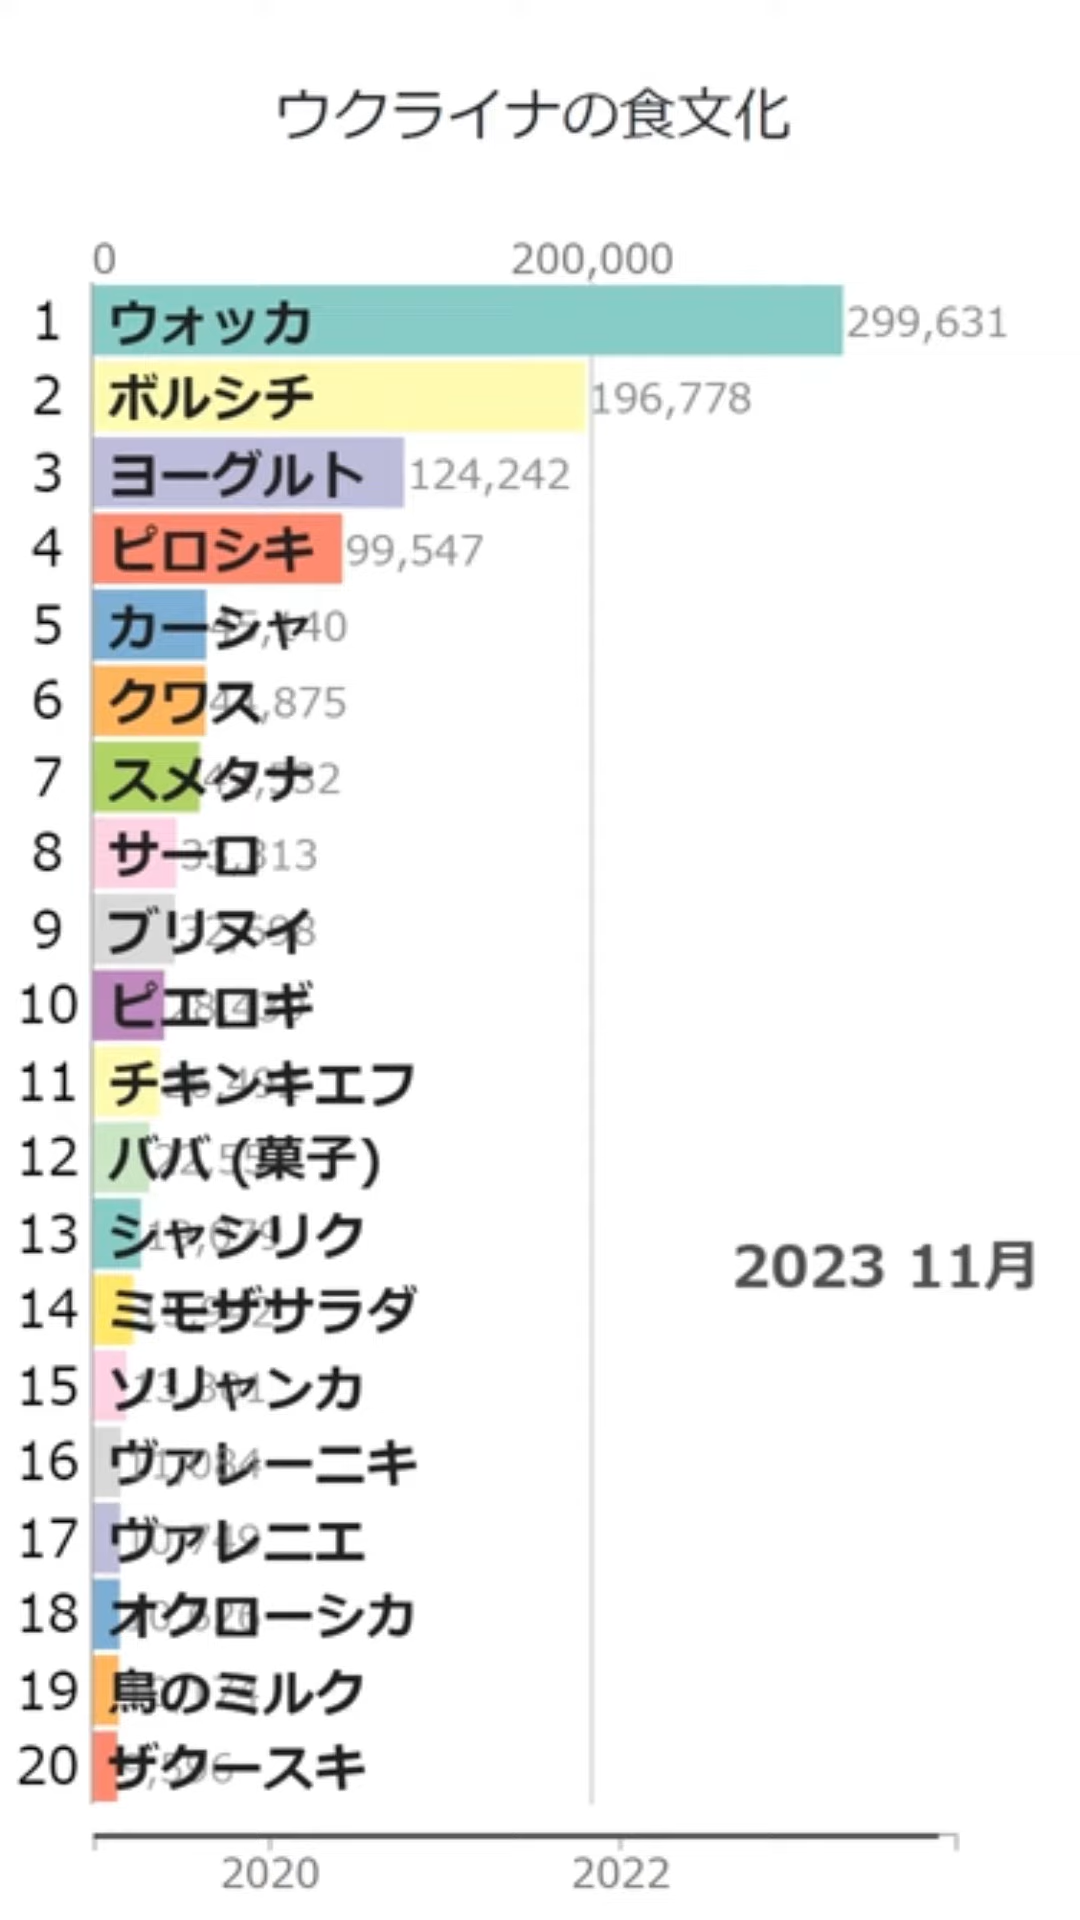 ウクライナの食文化
0 200,000
1 ウォッカ 299,631
2 ボルシチ 196,778
3 ヨーグルト 124,242
4 ピロシキ 99,547
5 カーシャ
6 クワス
7 スメタナ
8 サーロ 33,313
9 ブリヌイ
10 ピエロギ
11 チキンキエフ
12 ババ (菓子)
13 シャシリク
14 ミモザサラダ
15 ソリャンカ
16 ヴァレーニキ
17 ヴァレニエ
18 オクローシカ
19 鳥のミルク
20 ザクースキ
2023 11月
2020 2022